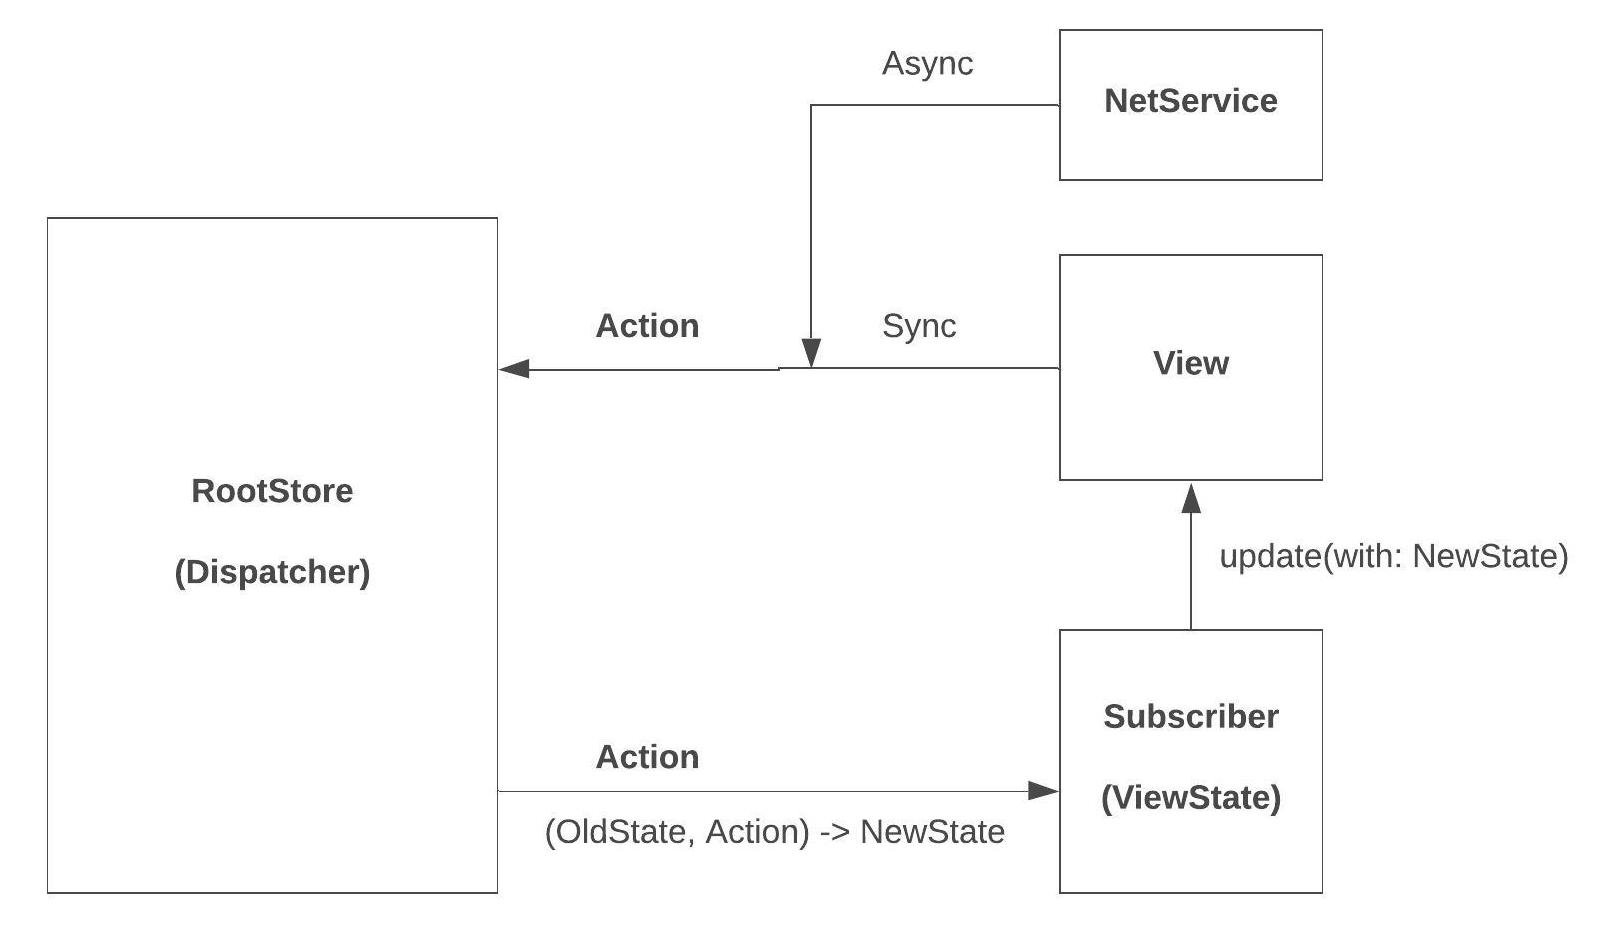 Async
NetService
Action
Sync
View
RootStore
(Dispatcher)
update(with: NewState)
Subscriber
(ViewState)
Action
(OldState, Action) -> NewState